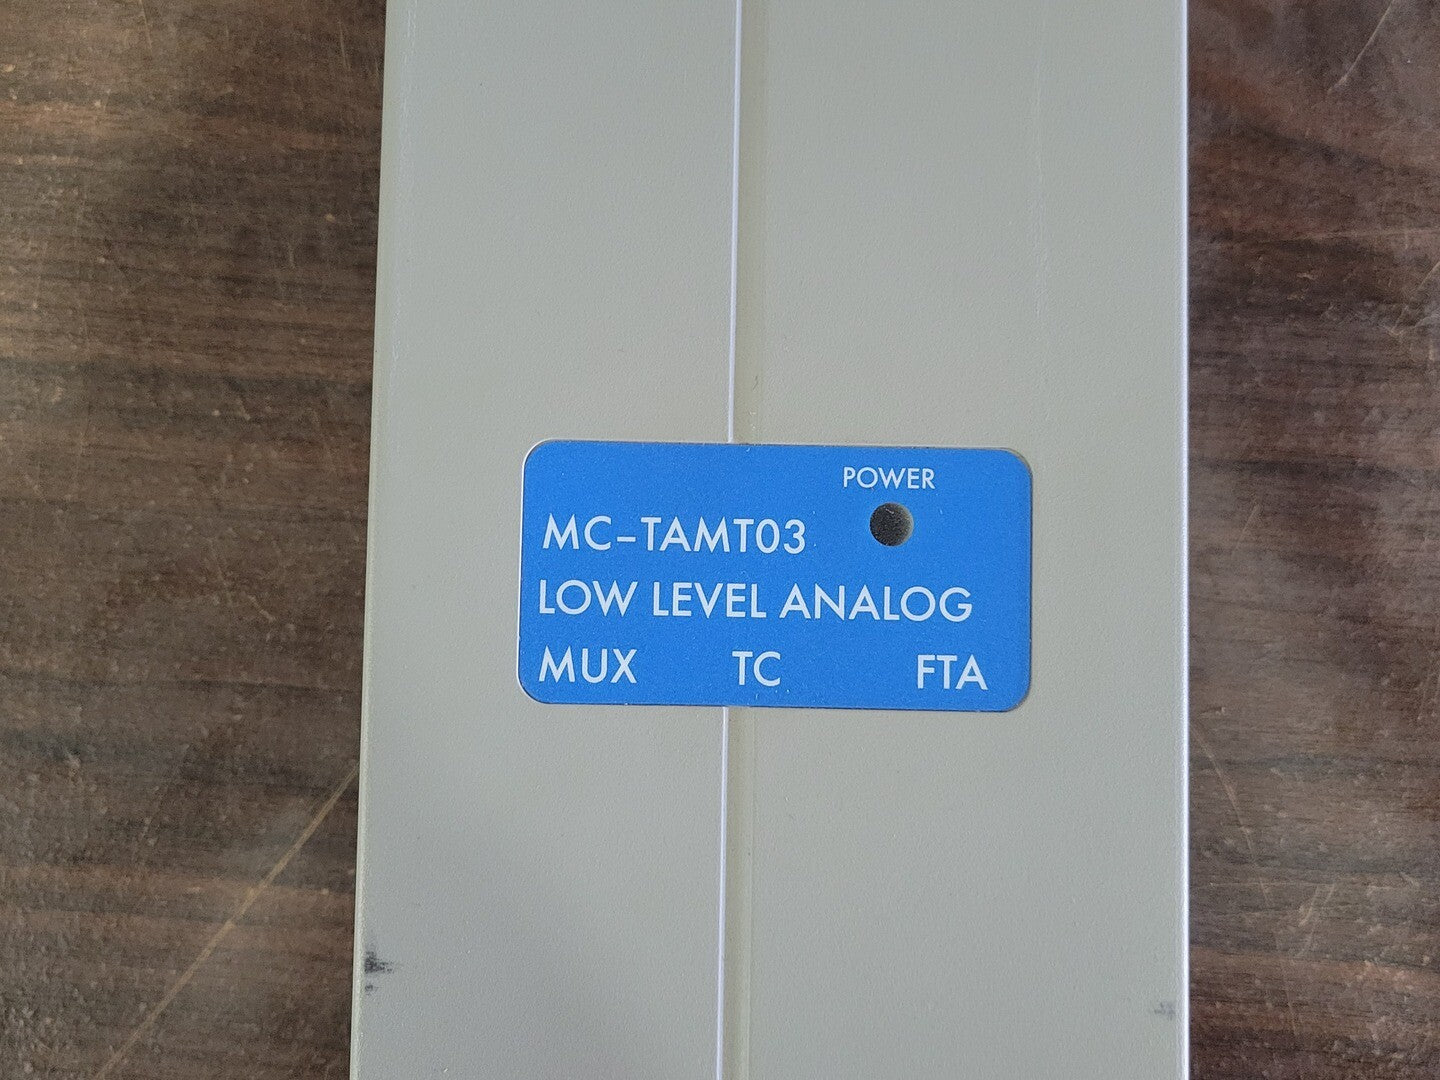 POWER
MC-TAMT03
LOW LEVEL ANALOG
MUX TC FTA